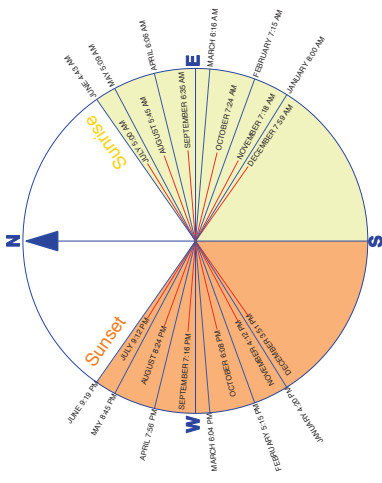 N
Sunrise
JUNE 4:43 AM
MAY 5:09 AM
APRIL 6:06 AM
E
MARCH 6:16 AM
FEBRUARY 7:15 AM
JANUARY 8:00 AM
JULY 5:00 AM
AUGUST 5:45 AM
SEPTEMBER 6:35 AM
OCTOBER 7:24 AM
NOVEMBER 7:18 AM
DECEMBER 7:59 AM
Sunset
JULY 9:12 PM
AUGUST 8:24 PM
SEPTEMBER 7:16 PM
OCTOBER 6:08 PM
NOVEMBER 4:12 PM
DECEMBER 3:51 PM
JUNE 9:19 PM
MAY 8:45 PM
APRIL 7:56 PM
W
MARCH 6:04 PM
FEBRUARY 5:15 PM
JANUARY 4:20 PM
S